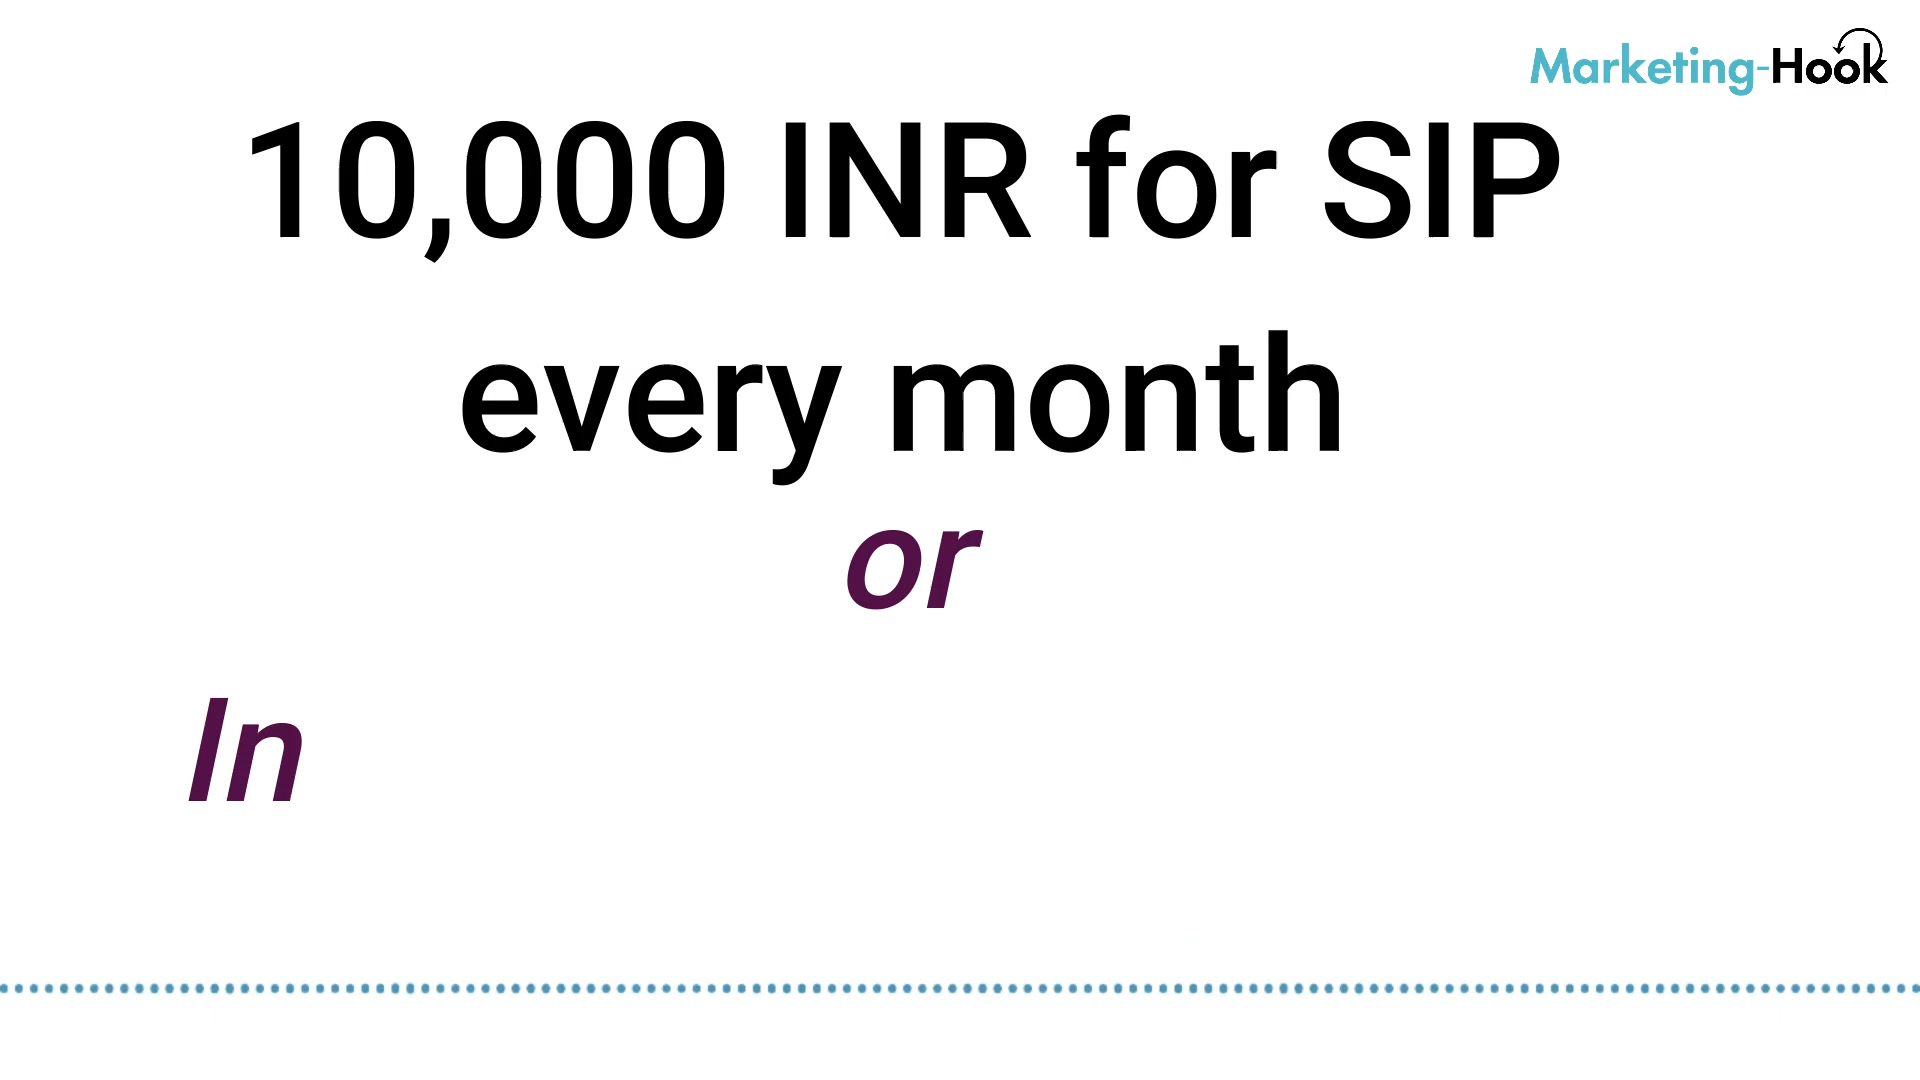 Marketing-Hook
10,000 INR for SIP
every month
or
In